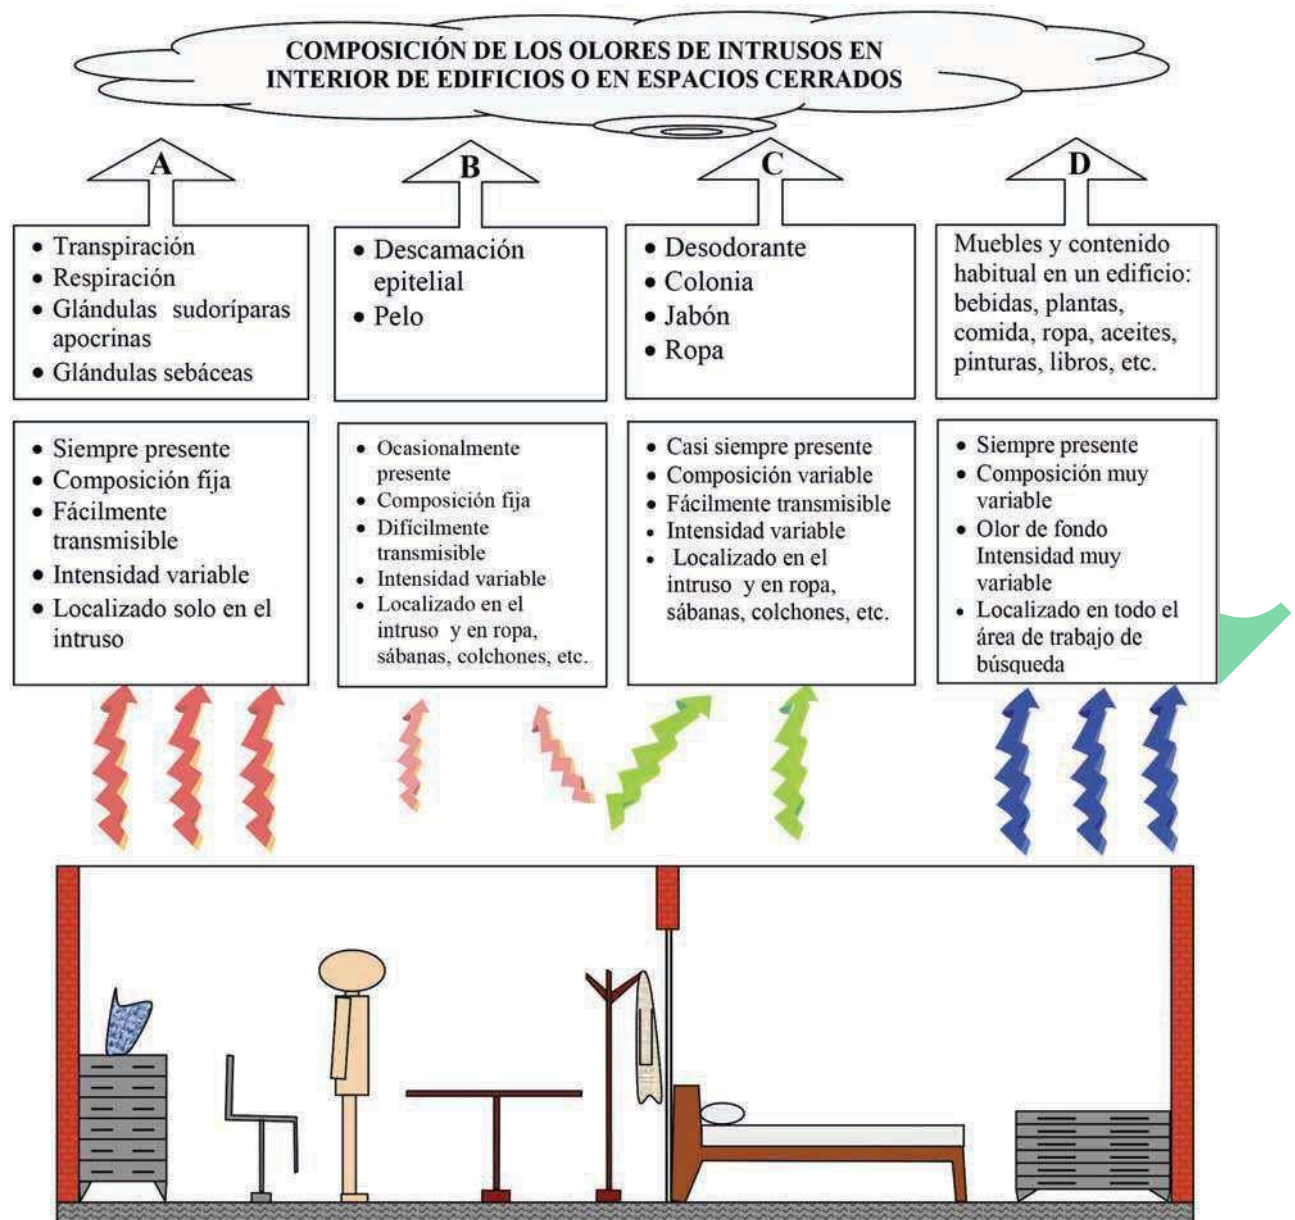 COMPOSICIÓN DE LOS OLORES DE INTRUSOS EN
INTERIOR DE EDIFICIOS O EN ESPACIOS CERRADOS
A
• Transpiración
• Respiración
• Glándulas sudoríparas
apocrinas
• Glándulas sebáceas
• Siempre presente
• Composición fija
• Fácilmente
transmisible
• Intensidad variable
• Localizado solo en el
intruso
B
• Descamación
epitelial
• Pelo
• Ocasionalmente
presente
• Composición fija
• Difícilmente
transmisible
• Intensidad variable
• Localizado en el
intruso y en ropa,
sábanas, colchones, etc.
C
• Desodorante
• Colonia
• Jabón
• Ropa
• Casi siempre presente
• Composición variable
• Fácilmente transmisible
• Intensidad variable
• Localizado en el
intruso y en ropa,
sábanas, colchones, etc.
D
Muebles y contenido
habitual en un edificio:
bebidas, plantas,
comida, ropa, aceites,
pinturas, libros, etc.
• Siempre presente
• Composición muy
variable
• Olor de fondo
Intensidad muy
variable
• Localizado en todo el
área de trabajo de
búsqueda